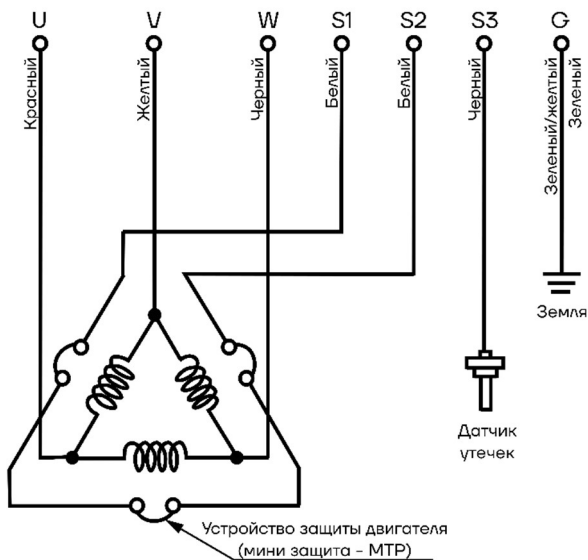 U V W S1 S2 S3 G
Красный
Желтый
Черный
Белый
Белый
Черный
Зеленый/желтый
Зеленый
Земля
Датчик
утечек
Устройство защиты двигателя
(мини защита - МТР)